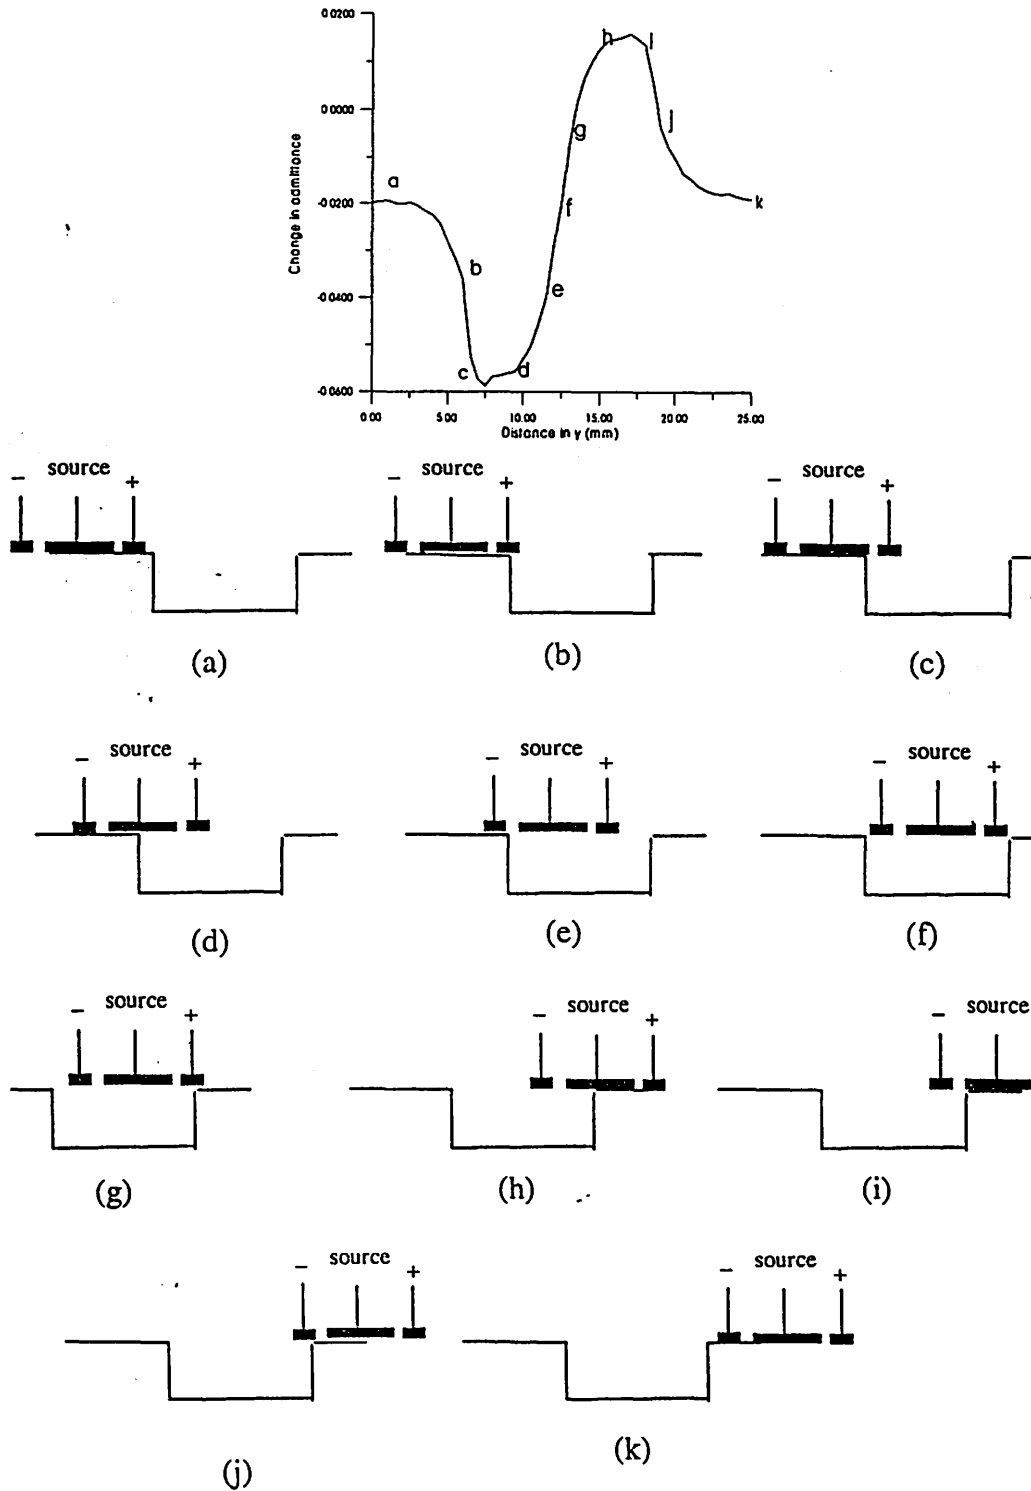 0.0200
0.0000
-0.0200
-0.0400
-0.0600
Change in admittance
a
b
c
d
e
f
g
h
i
j
k
0.00 5.00 10.00 15.00 20.00 25.00
Distance in y (mm)
− source +
− source +
− source +
(a) (b) (c)
− source +
− source +
− source +
(d) (e) (f)
− source +
− source +
− source
(g) (h) (i)
− source +
− source +
(j) (k)